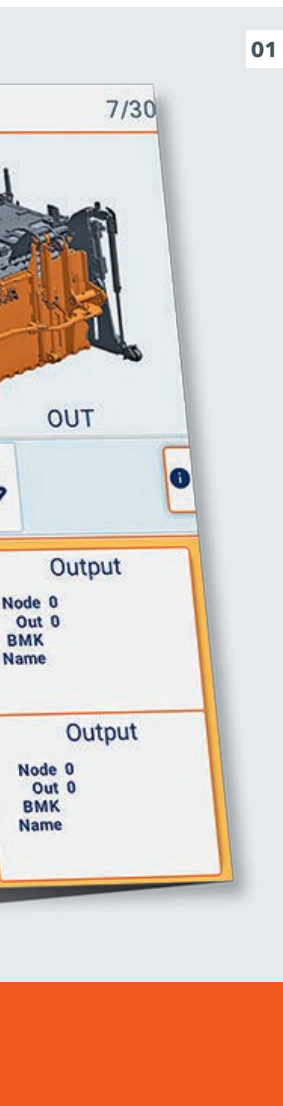 01
7/30
OUT
Output
Node 0
Out 0
BMK
Name
Output
Node 0
Out 0
BMK
Name